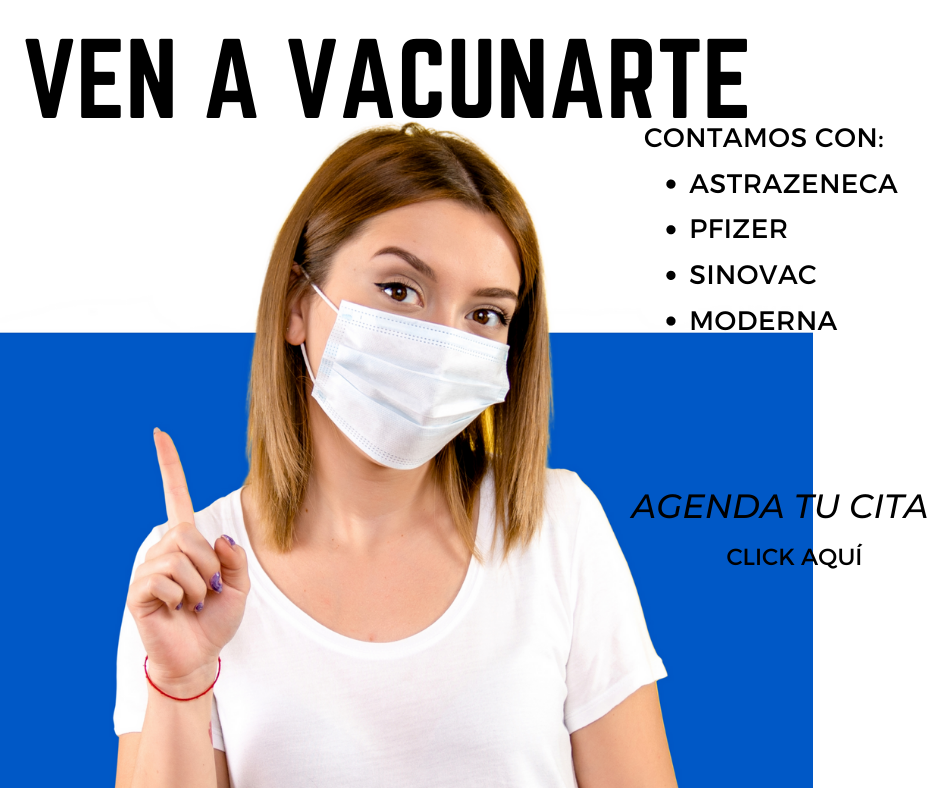 VEN A VACUNARTE
CONTAMOS CON:
• ASTRAZENECA
• PFIZER
• SINOVAC
• MODERNA
AGENDA TU CITA
CLICK AQUÍ